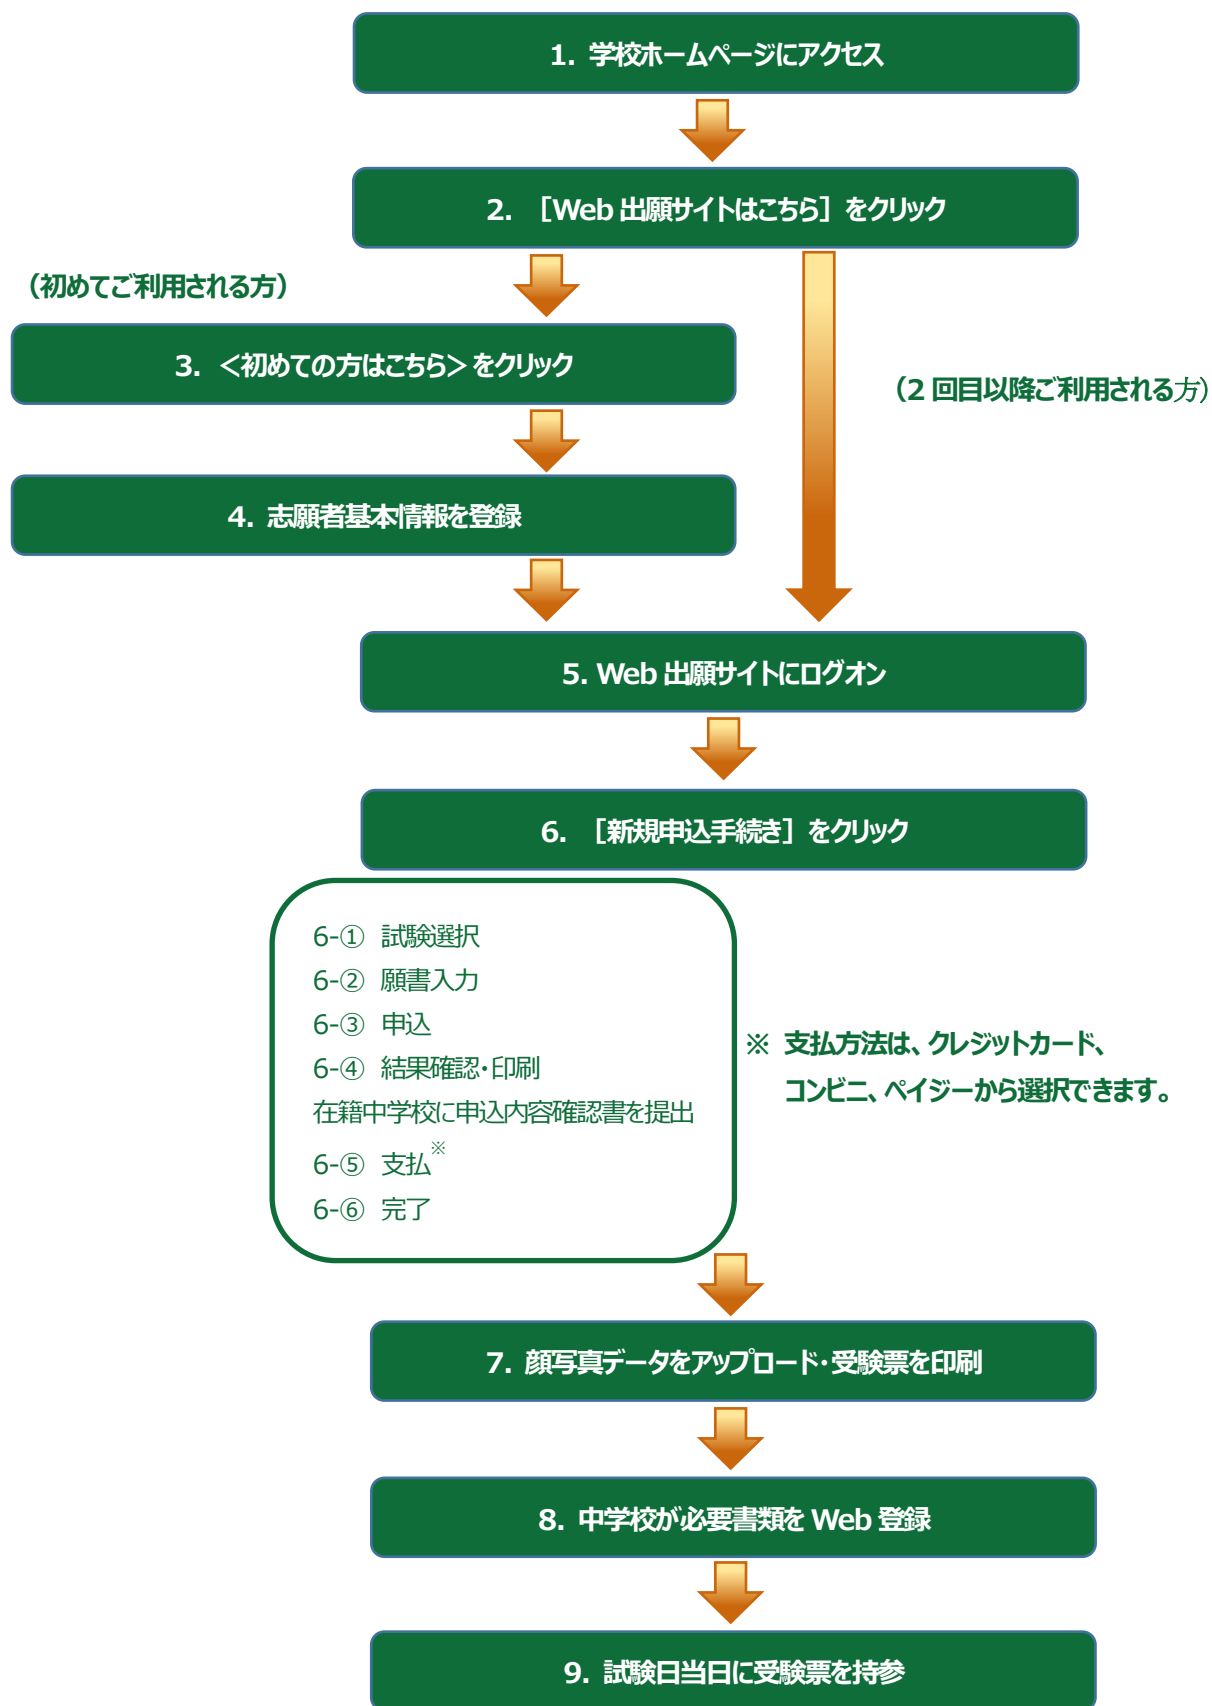 1. 学校ホームページにアクセス
2. ［Web 出願サイトはこちら］をクリック
（初めてご利用される方）
3. ＜初めての方はこちら＞をクリック
（2 回目以降ご利用される方）
4. 志願者基本情報を登録
5. Web 出願サイトにログオン
6. ［新規申込手続き］をクリック
6-① 試験選択
6-② 願書入力
6-③ 申込
6-④ 結果確認・印刷
在籍中学校に申込内容確認書を提出
6-⑤ 支払※
6-⑥ 完了
※ 支払方法は、クレジットカード、
コンビニ、ペイジーから選択できます。
7. 顔写真データをアップロード・受験票を印刷
8. 中学校が必要書類を Web 登録
9. 試験日当日に受験票を持参